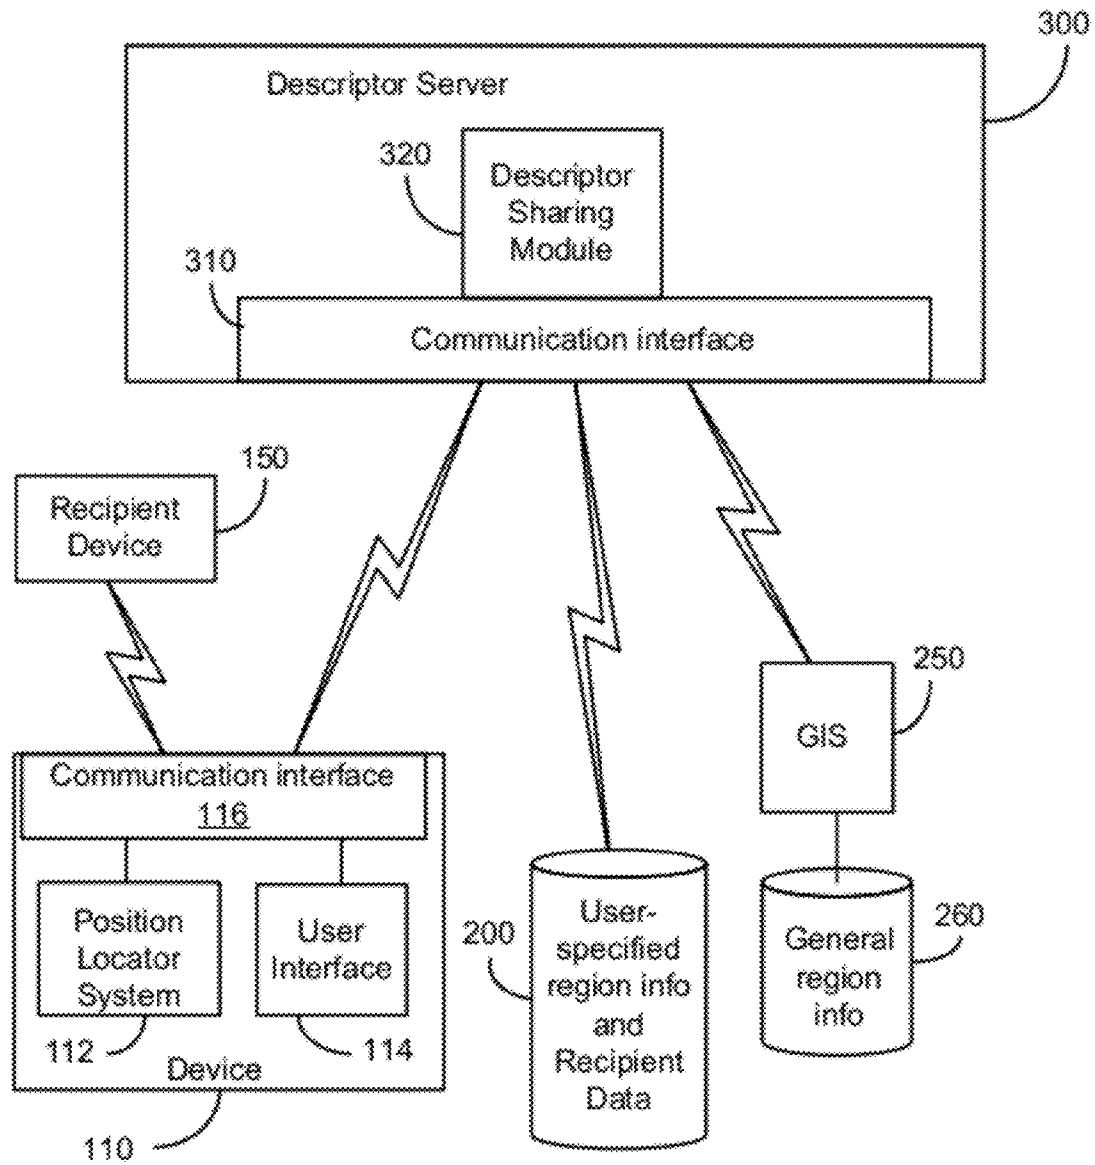 300
Descriptor Server
320
Descriptor
Sharing
Module
310
Communication interface
150
Recipient
Device
250
GIS
Communication interface
116
Position
Locator
System
User
Interface
200
User-
specified
region info
and
Recipient
Data
260
General
region
info
112
114
Device
110